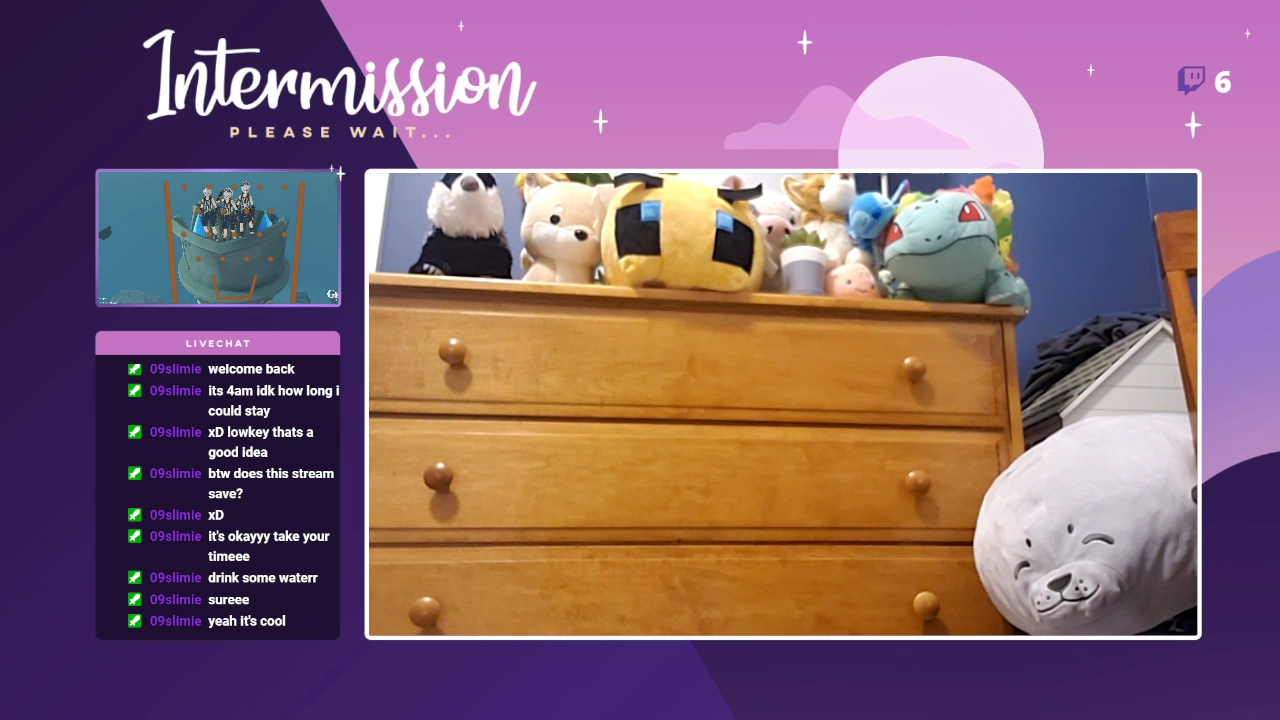 Intermission
PLEASE WAIT...
6
LIVECHAT
09slimie welcome back
09slimie its 4am idk how long i
could stay
09slimie xD lowkey thats a
good idea
09slimie btw does this stream
save?
09slimie xD
09slimie it's okayyy take your
timeee
09slimie drink some waterr
09slimie sureee
09slimie yeah it's cool